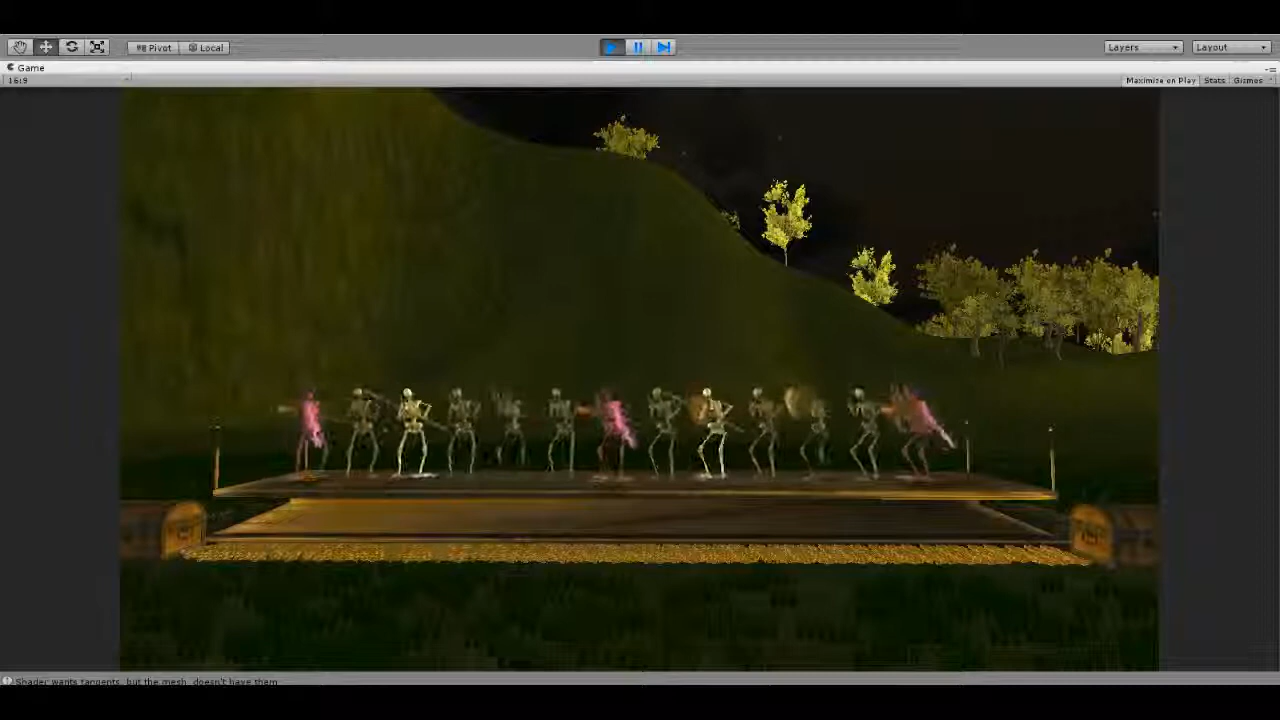 Pivot Local Layers Layout
Game
16:9 Maximize on Play Stats Gizmos
Shader wants tangents, but the mesh doesn't have them